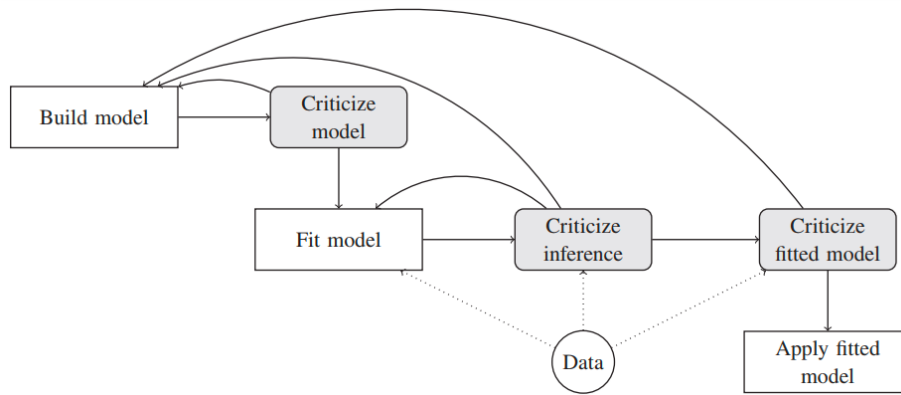 Build model
Criticize
model
Fit model
Criticize
inference
Criticize
fitted model
Data
Apply fitted
model